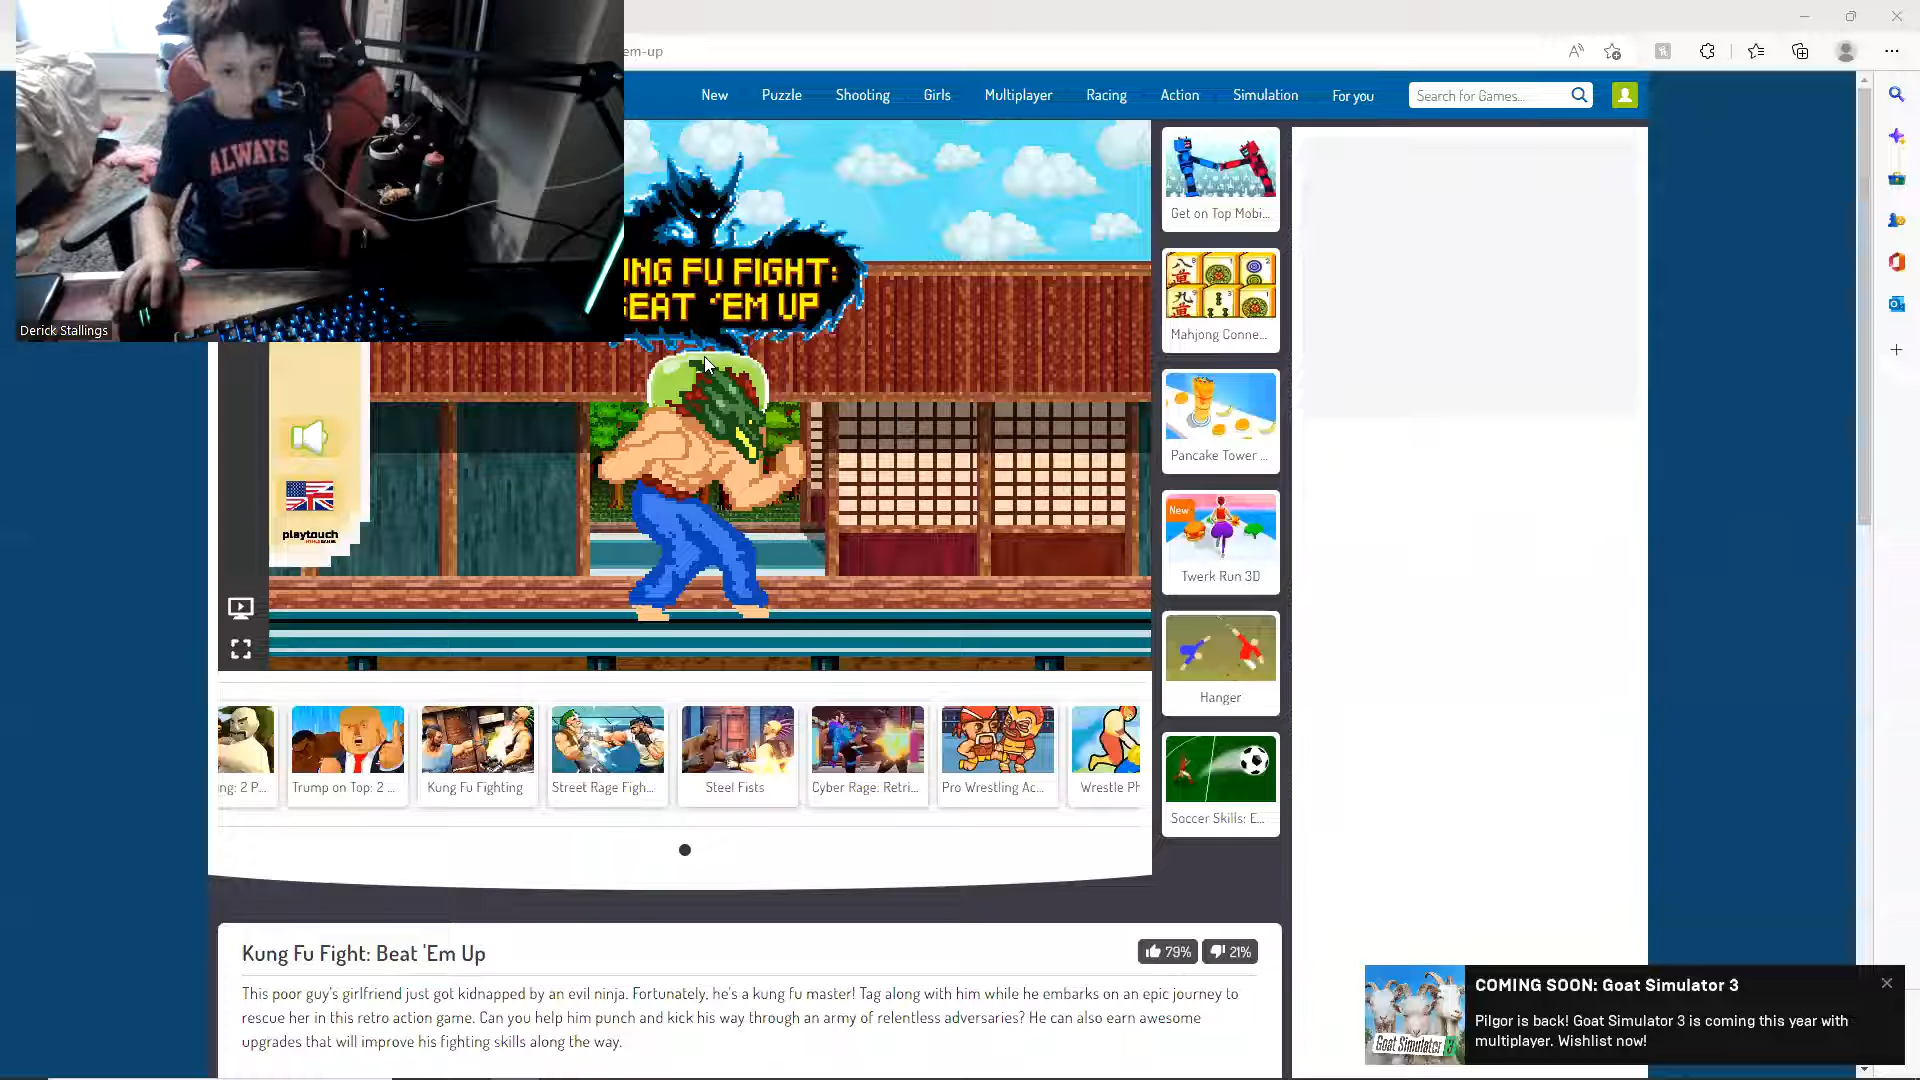 em-up
New
Puzzle
Shooting
Girls
Multiplayer
Racing
Action
Simulation
For you
Search for Games...
ALWAYS
Derick Stallings
UNG FU FIGHT:
BEAT 'EM UP
playtouch
Get on Top Mobi...
Mahjong Conne...
Pancake Tower ...
New
Twerk Run 3D
Hanger
Soccer Skills: E...
ng: 2 P...
Trump on Top: 2 ...
Kung Fu Fighting
Street Rage Figh...
Steel Fists
Cyber Rage: Retri...
Pro Wrestling Ac...
Wrestle Ph
Kung Fu Fight: Beat 'Em Up
79%
21%
This poor guy's girlfriend just got kidnapped by an evil ninja. Fortunately, he's a kung fu master! Tag along with him while he embarks on an epic journey to
rescue her in this retro action game. Can you help him punch and kick his way through an army of relentless adversaries? He can also earn awesome
upgrades that will improve his fighting skills along the way.
COMING SOON: Goat Simulator 3
Pilgor is back! Goat Simulator 3 is coming this year with
multiplayer. Wishlist now!
Goat Simulator 3